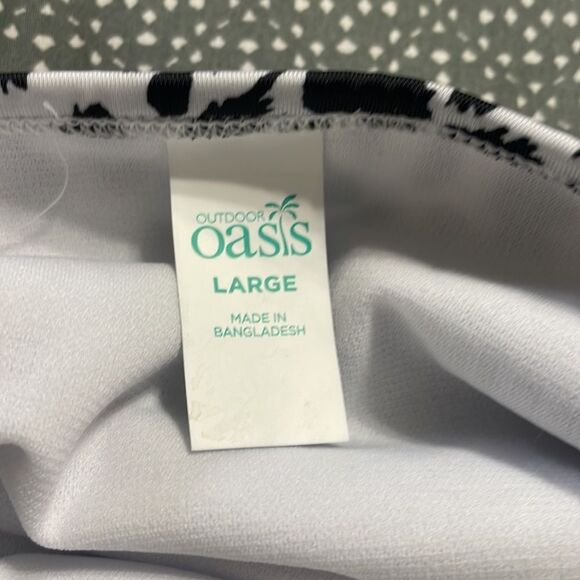 OUTDOOR
oasis
LARGE
MADE IN
BANGLADESH